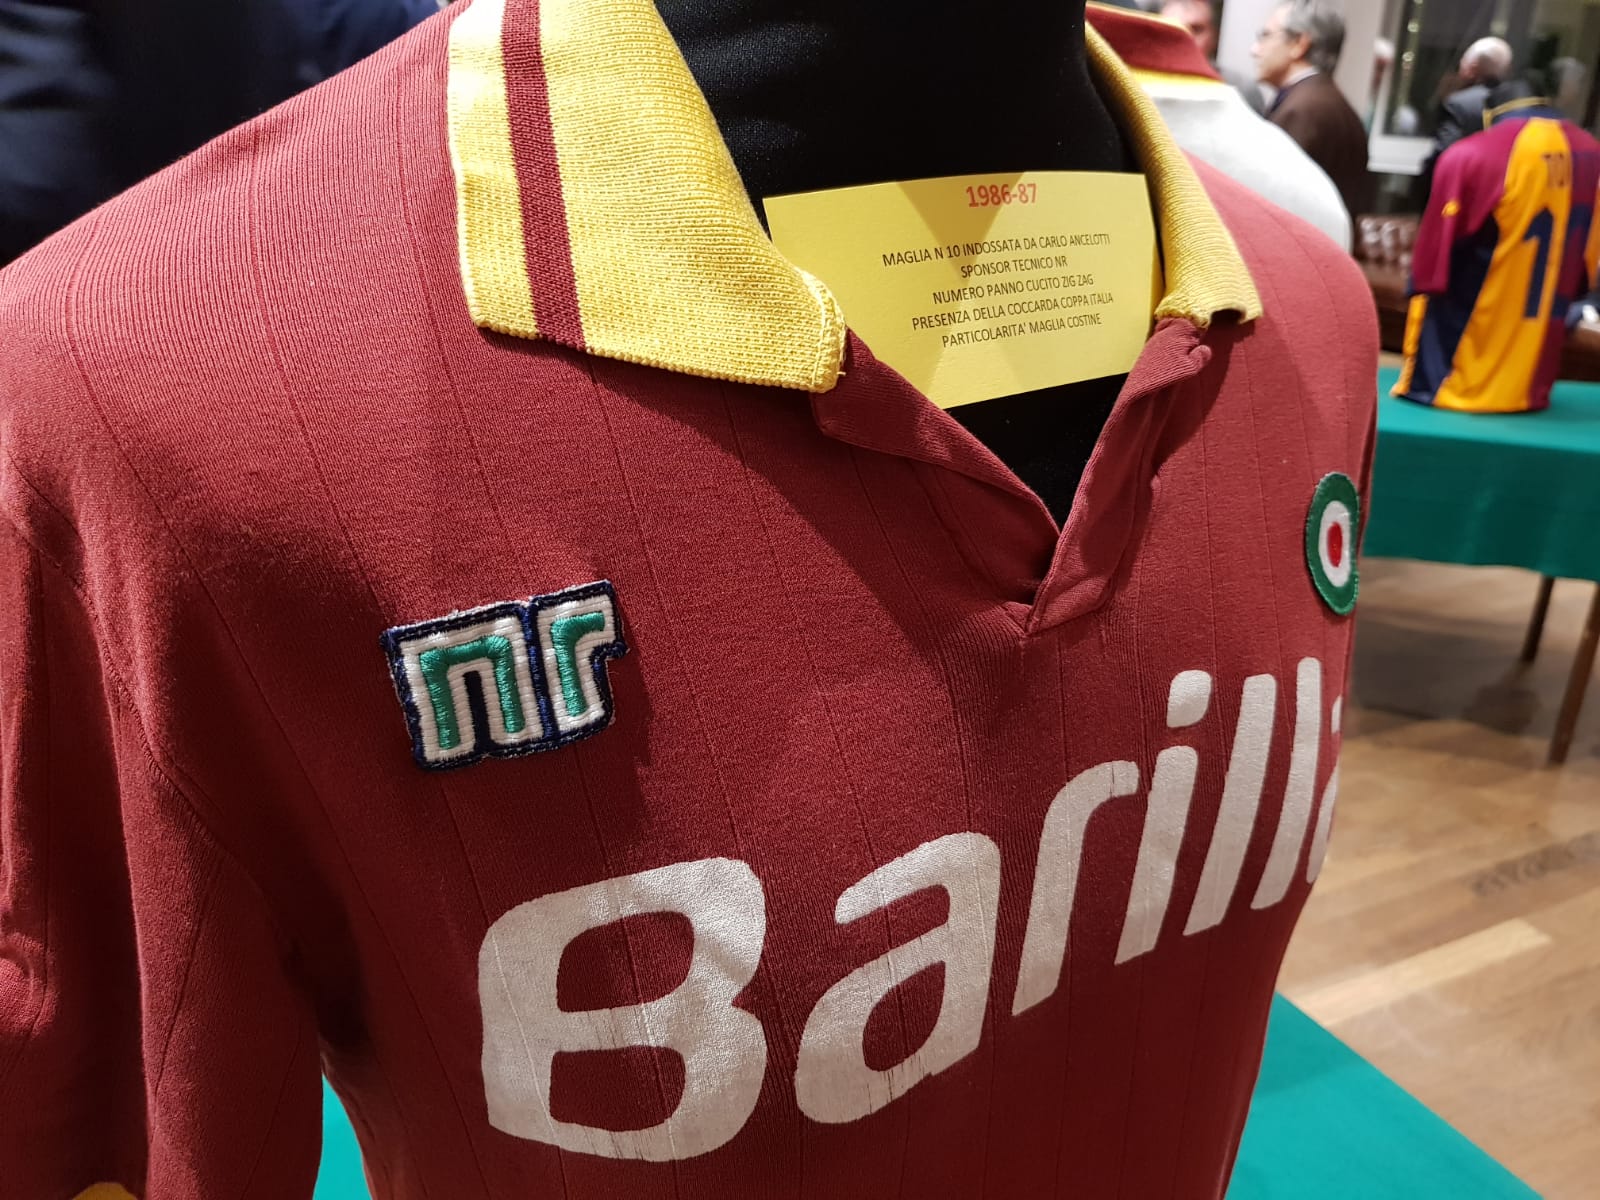 1986-87
MAGLIA N 10 INDOSSATA DA CARLO ANCELOTTI
SPONSOR TECNICO NR
NUMERO PANNO CUCITO ZIG ZAG
PRESENZA DELLA COCCARDA COPPA ITALIA
PARTICOLARITA' MAGLIA COSTINE
nr
Barilla